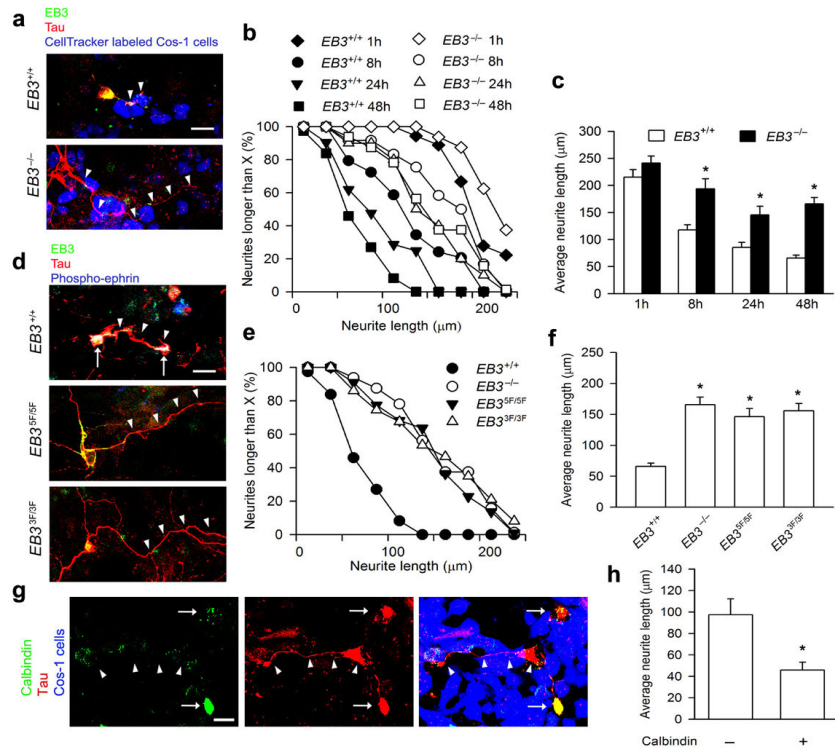 a
EB3
Tau
CellTracker labeled Cos-1 cells
EB3+/+
EB3−/−
b
EB3+/+ 1h
EB3+/+ 8h
EB3+/+ 24h
EB3+/+ 48h
EB3−/− 1h
EB3−/− 8h
EB3−/− 24h
EB3−/− 48h
Neurites longer than X (%)
100
80
60
40
20
0
0 100 200
Neurite length (μm)
c
EB3+/+ EB3−/−
Average neurite length (μm)
250
200
150
100
50
0
* * *
1h 8h 24h 48h
d
EB3
Tau
Phospho-ephrin
EB3+/+
EB35F/5F
EB33F/3F
e
EB3+/+
EB3−/−
EB35F/5F
EB33F/3F
Neurites longer than X (%)
100
80
60
40
20
0
0 100 200
Neurite length (μm)
f
Average neurite length (μm)
200
150
100
50
0
* * *
EB3+/+ EB3−/− EB35F/5F EB33F/3F
g
Calbindin
Tau
Cos-1 cells
h
Average neurite length (μm)
120
100
80
60
40
20
0
*
Calbindin − +